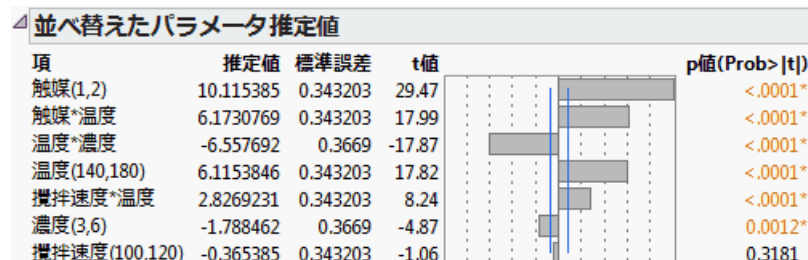 並べ替えたパラメータ推定値
項 推定値 標準誤差 t値 p値(Prob>|t|)
触媒(1,2) 10.115385 0.343203 29.47 <.0001*
触媒*温度 6.1730769 0.343203 17.99 <.0001*
温度*濃度 -6.557692 0.3669 -17.87 <.0001*
温度(140,180) 6.1153846 0.343203 17.82 <.0001*
攪拌速度*温度 2.8269231 0.343203 8.24 <.0001*
濃度(3,6) -1.788462 0.3669 -4.87 0.0012*
攪拌速度(100,120) -0.365385 0.343203 -1.06 0.3181